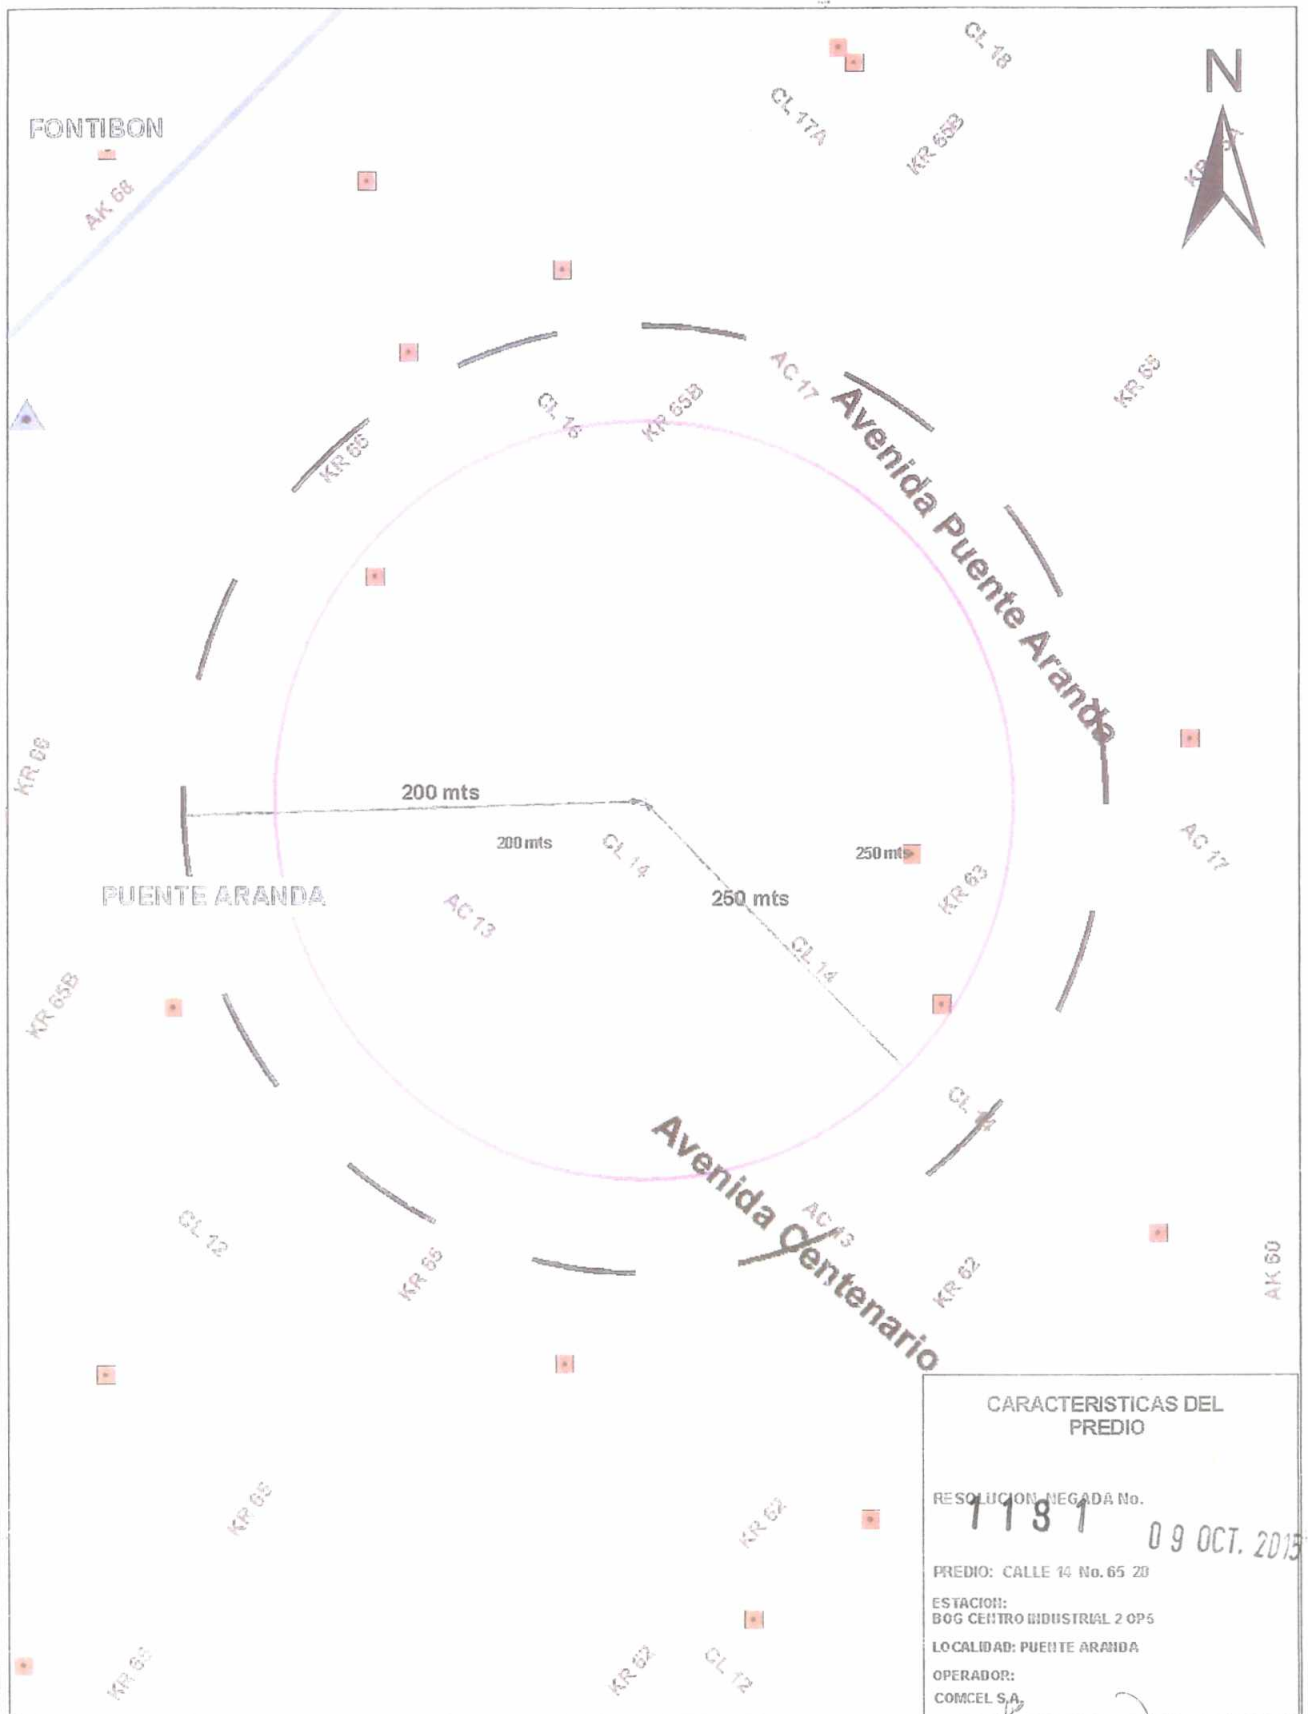 CL 18
N
CL 17A
KR 65B
FONTIBON
AK 68
AC 17
KR 65
Avenida Puente Aranda
CL 16
KR 65B
KR 66
KR 66
200 mts
200 mts
CL 14
250 mts
AC 17
KR 63
250 mts
PUENTE ARANDA
AC 13
CL 14
KR 65B
CL 14
Avenida Centenario
AC 13
CL 12
KR 65
KR 62
AK 60
KR 65
KR 62
KR 62
CL 12
CARACTERISTICAS DEL
PREDIO
RESOLUCION NEGADA No.
09 OCT. 2015
PREDIO: CALLE 14 No. 65 20
ESTACION:
BOG CENTRO INDUSTRIAL 2 OP5
LOCALIDAD: PUENTE ARANDA
OPERADOR:
COMCEL S.A.